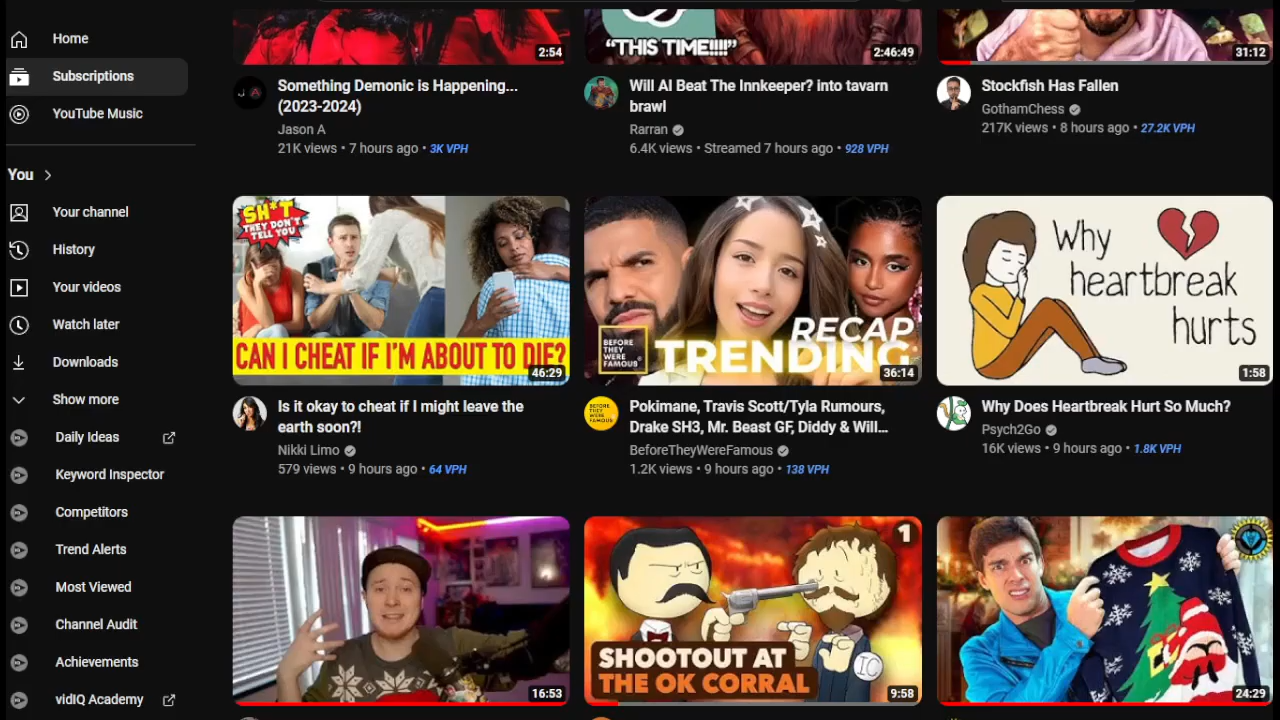 Home
Subscriptions
YouTube Music
You
Your channel
History
Your videos
Watch later
Downloads
Show more
Daily Ideas
Keyword Inspector
Competitors
Trend Alerts
Most Viewed
Channel Audit
Achievements
vidIQ Academy
2:54
Something Demonic is Happening...
(2023-2024)
Jason A
21K views • 7 hours ago • 3K VPH
“THIS TIME!!!!”
2:46:49
Will AI Beat The Innkeeper? into tavarn
brawl
Rarran
6.4K views • Streamed 7 hours ago • 928 VPH
31:12
Stockfish Has Fallen
GothamChess
217K views • 8 hours ago • 27.2K VPH
SH*T
THEY DON'T
TELL YOU
CAN I CHEAT IF I'M ABOUT TO DIE?
46:29
Is it okay to cheat if I might leave the
earth soon?!
Nikki Limo
579 views • 9 hours ago • 64 VPH
BEFORE
THEY
WERE
FAMOUS
RECAP
TRENDING
36:14
BEFORE
THEY
WERE
FAMOUS
Pokimane, Travis Scott/Tyla Rumours,
Drake SH3, Mr. Beast GF, Diddy & Will...
BeforeTheyWereFamous
1.2K views • 9 hours ago • 138 VPH
Why
heartbreak
hurts
1:58
Why Does Heartbreak Hurt So Much?
Psych2Go
16K views • 9 hours ago • 1.8K VPH
16:53
1
SHOOTOUT AT
THE OK CORRAL
IC
9:58
24:29